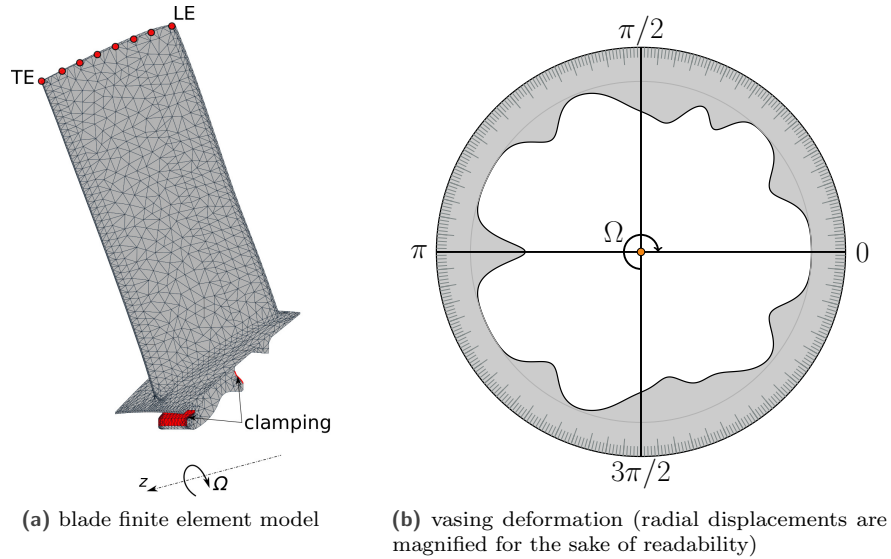 LE
TE
clamping
z
Ω
(a) blade finite element model
π/2
Ω
π
0
3π/2
(b) vasing deformation (radial displacements are
magnified for the sake of readability)